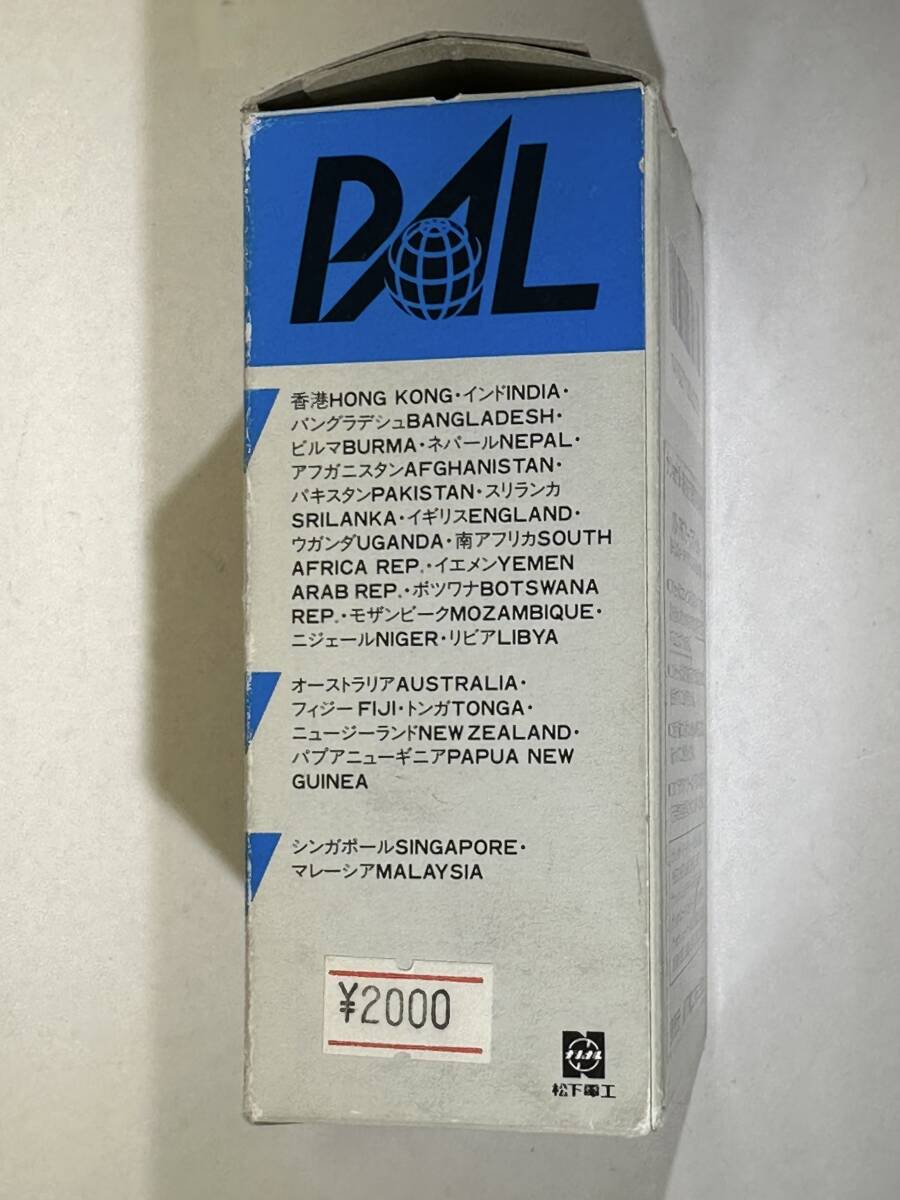 PAL
香港HONG KONG・インドINDIA・
バングラデシュBANGLADESH・
ビルマBURMA・ネパールNEPAL・
アフガニスタンAFGHANISTAN・
パキスタンPAKISTAN・スリランカ
SRILANKA・イギリスENGLAND・
ウガンダUGANDA・南アフリカSOUTH
AFRICA REP.・イエメンYEMEN
ARAB REP.・ボツワナBOTSWANA
REP.・モザンビークMOZAMBIQUE・
ニジェールNIGER・リビアLIBYA
オーストラリアAUSTRALIA・
フィジーFIJI・トンガTONGA・
ニュージーランドNEW ZEALAND・
パプアニューギニアPAPUA NEW
GUINEA
シンガポールSINGAPORE・
マレーシアMALAYSIA
¥2000
ナショナル
松下電工